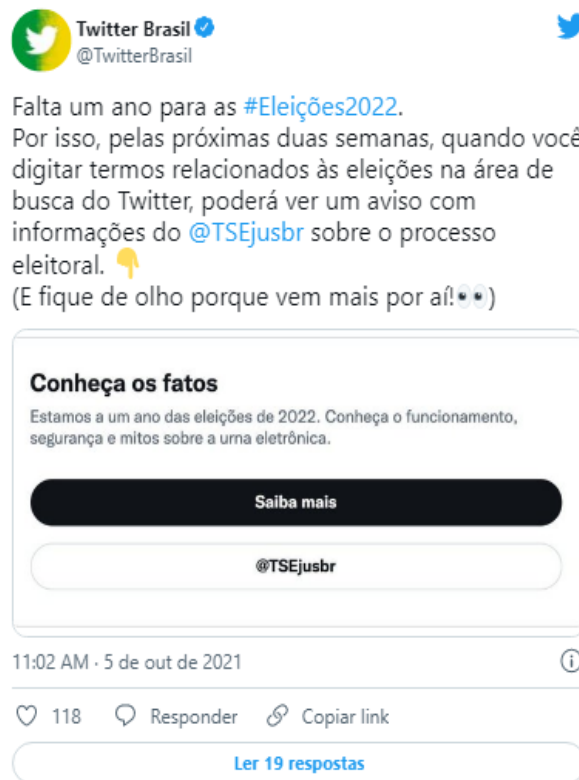 Twitter Brasil
@TwitterBrasil
Falta um ano para as #Eleições2022.
Por isso, pelas próximas duas semanas, quando você
digitar termos relacionados às eleições na área de
busca do Twitter, poderá ver um aviso com
informações do @TSEjusbr sobre o processo
eleitoral. 👇
(E fique de olho porque vem mais por aí!👀)
Conheça os fatos
Estamos a um ano das eleições de 2022. Conheça o funcionamento,
segurança e mitos sobre a urna eletrônica.
Saiba mais
@TSEjusbr
11:02 AM · 5 de out de 2021
118 Responder Copiar link
Ler 19 respostas